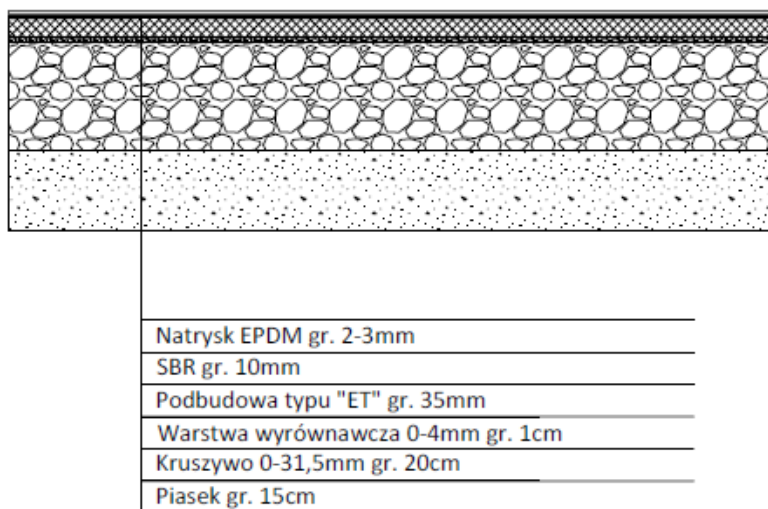 Natrysk EPDM gr. 2-3mm
SBR gr. 10mm
Podbudowa typu "ET" gr. 35mm
Warstwa wyrównawcza 0-4mm gr. 1cm
Kruszywo 0-31,5mm gr. 20cm
Piasek gr. 15cm